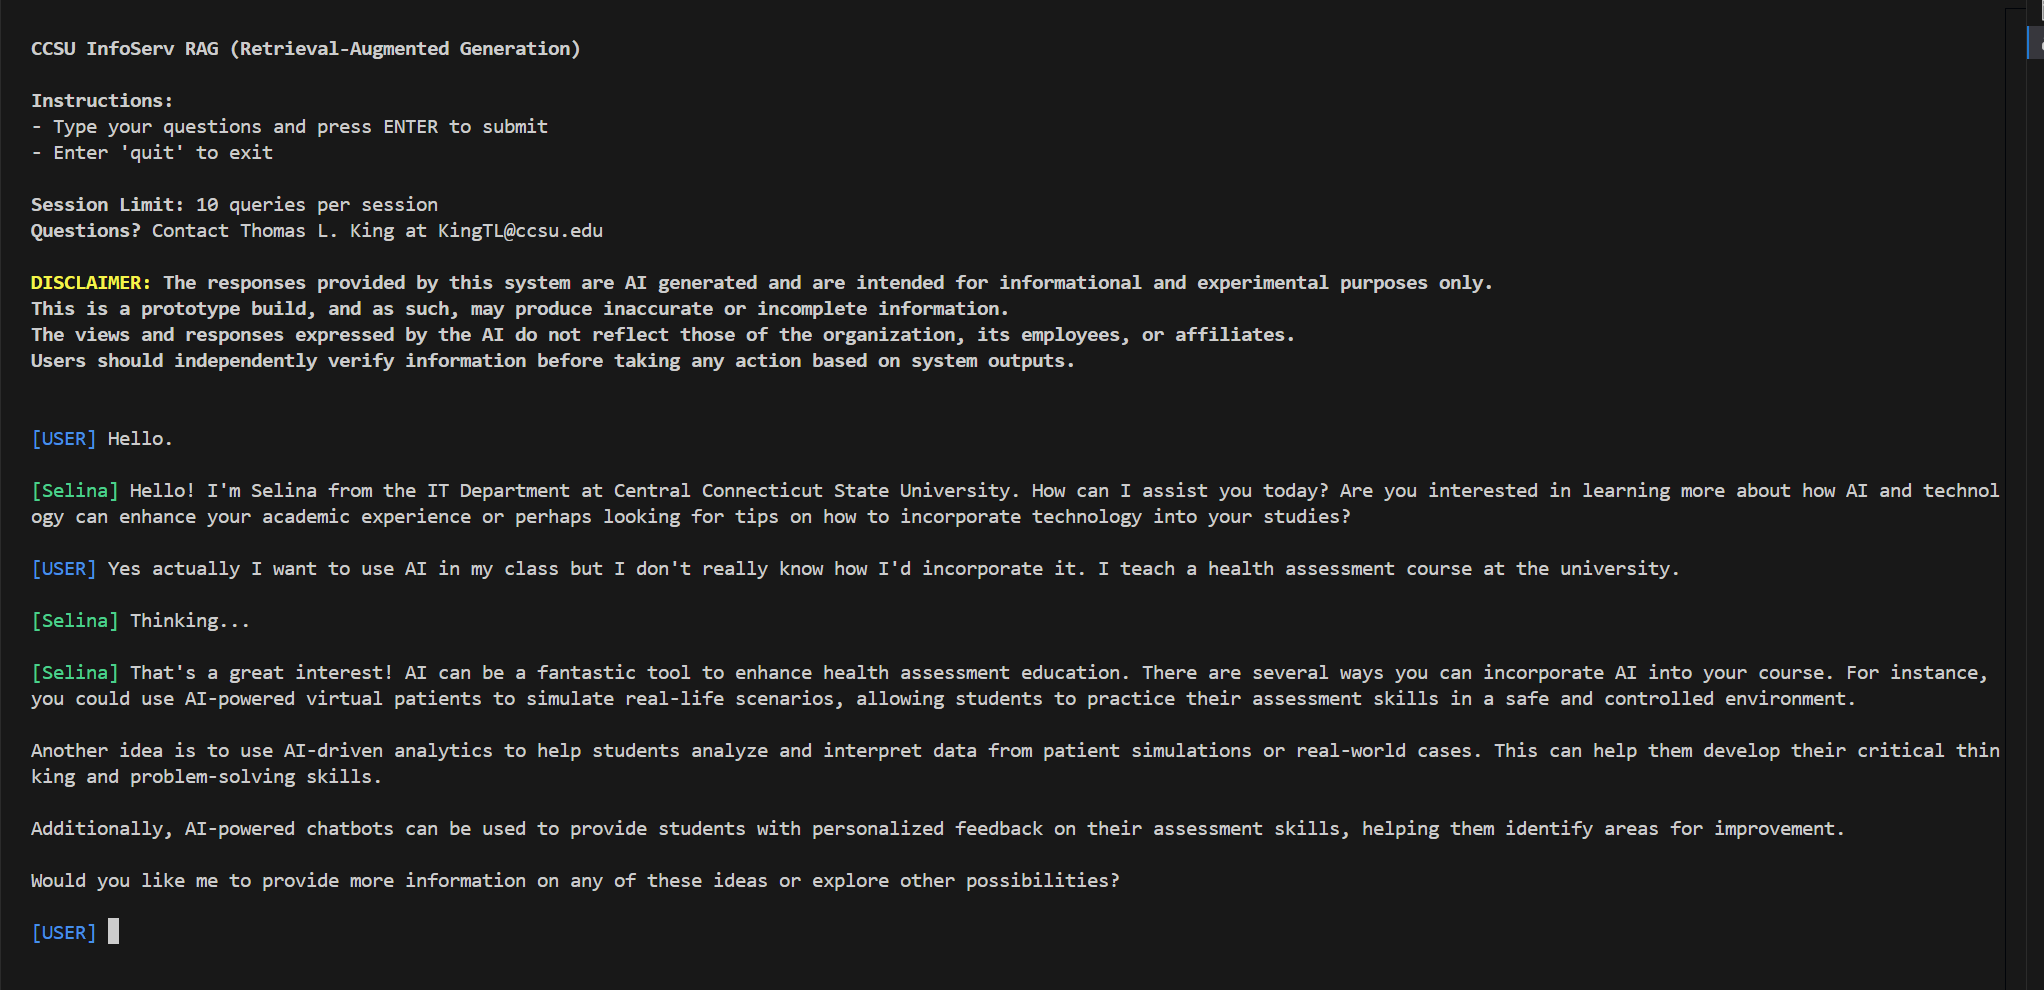 CCSU InfoServ RAG (Retrieval-Augmented Generation)
Instructions:
- Type your questions and press ENTER to submit
- Enter 'quit' to exit
Session Limit: 10 queries per session
Questions? Contact Thomas L. King at KingTL@ccsu.edu
DISCLAIMER: The responses provided by this system are AI generated and are intended for informational and experimental purposes only.
This is a prototype build, and as such, may produce inaccurate or incomplete information.
The views and responses expressed by the AI do not reflect those of the organization, its employees, or affiliates.
Users should independently verify information before taking any action based on system outputs.
[USER] Hello.
[Selina] Hello! I'm Selina from the IT Department at Central Connecticut State University. How can I assist you today? Are you interested in learning more about how AI and technol
ogy can enhance your academic experience or perhaps looking for tips on how to incorporate technology into your studies?
[USER] Yes actually I want to use AI in my class but I don't really know how I'd incorporate it. I teach a health assessment course at the university.
[Selina] Thinking...
[Selina] That's a great interest! AI can be a fantastic tool to enhance health assessment education. There are several ways you can incorporate AI into your course. For instance,
you could use AI-powered virtual patients to simulate real-life scenarios, allowing students to practice their assessment skills in a safe and controlled environment.
Another idea is to use AI-driven analytics to help students analyze and interpret data from patient simulations or real-world cases. This can help them develop their critical thin
king and problem-solving skills.
Additionally, AI-powered chatbots can be used to provide students with personalized feedback on their assessment skills, helping them identify areas for improvement.
Would you like me to provide more information on any of these ideas or explore other possibilities?
[USER]